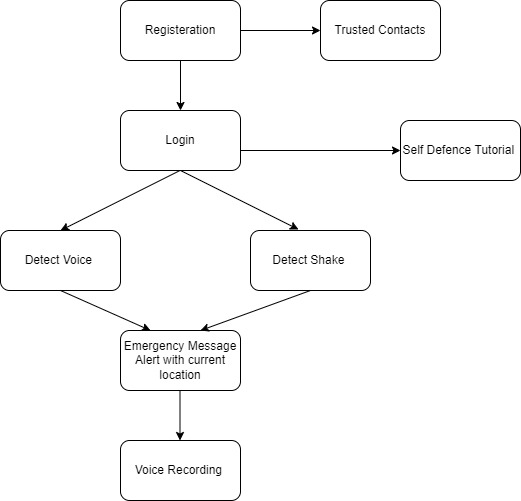 Registeration
Trusted Contacts
Login
Self Defence Tutorial
Detect Voice
Detect Shake
Emergency Message
Alert with current
location
Voice Recording